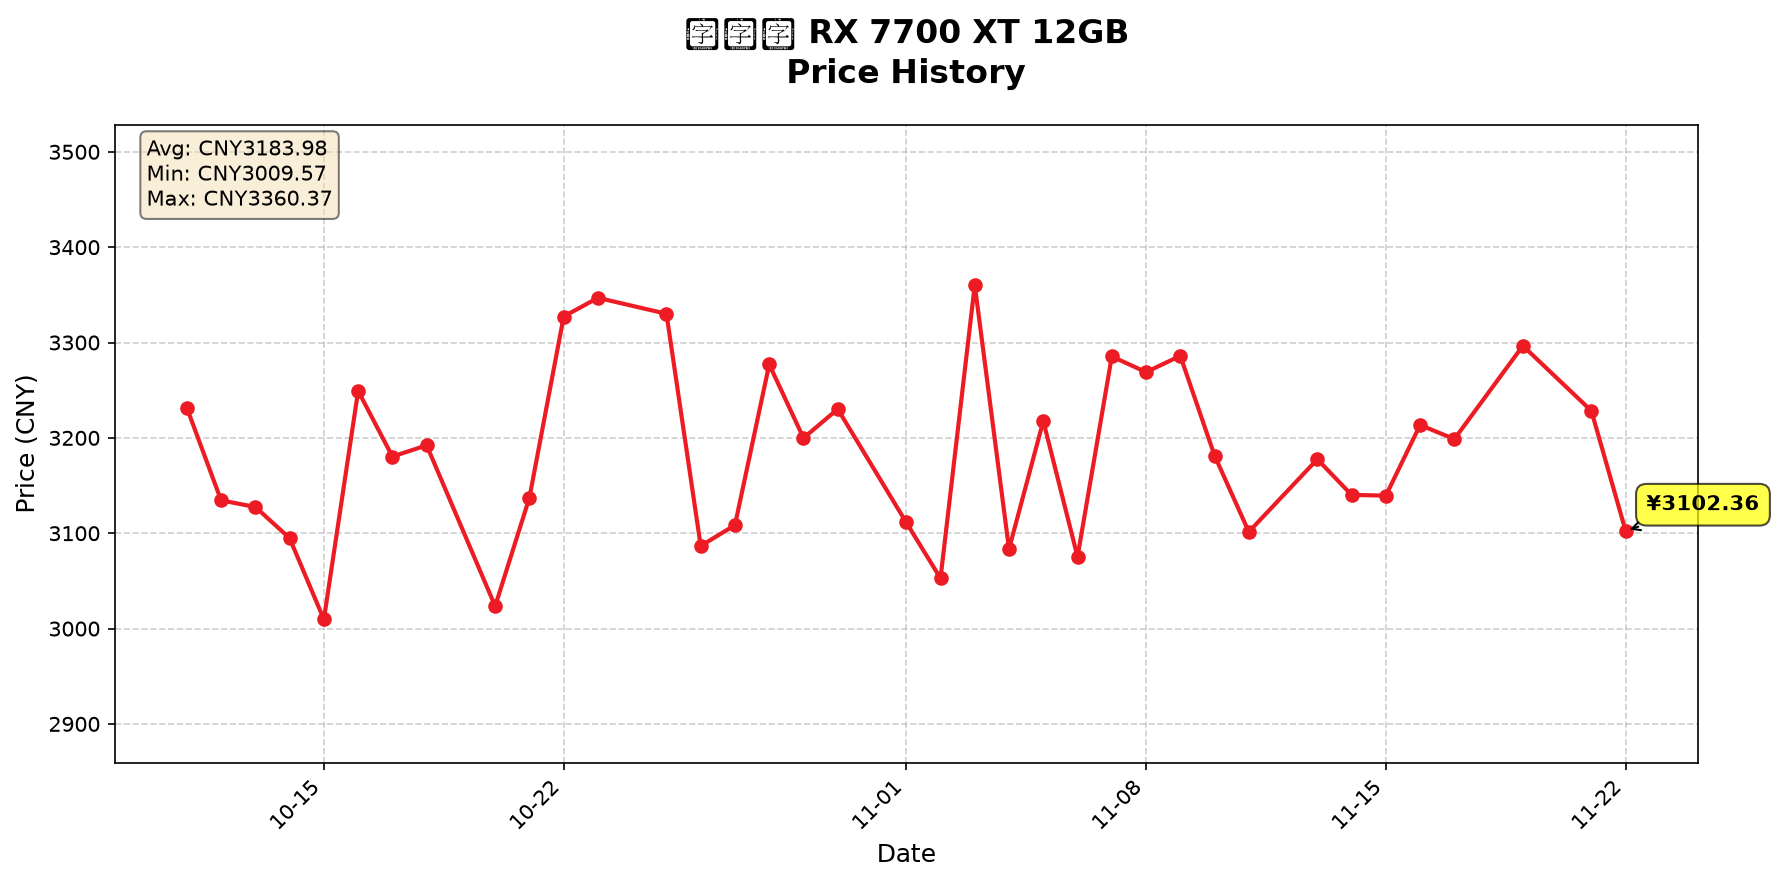 RX 7700 XT 12GB
Price History
Avg: CNY3183.98
Min: CNY3009.57
Max: CNY3360.37
Price (CNY)
3500
3400
3300
3200
3100
3000
2900
¥3102.36
10-15
10-22
11-01
11-08
11-15
11-22
Date